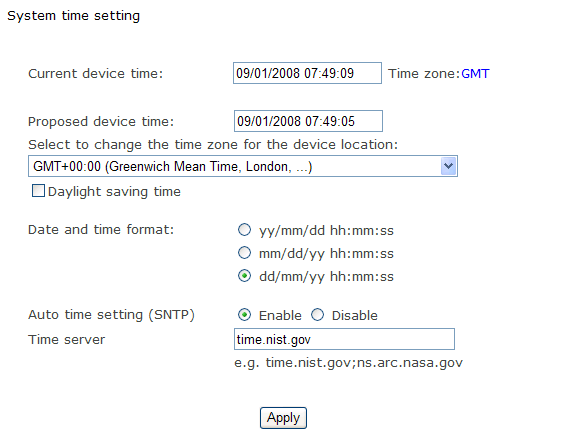 System time setting
Current device time: 09/01/2008 07:49:09 Time zone:GMT
Proposed device time: 09/01/2008 07:49:05
Select to change the time zone for the device location:
GMT+00:00 (Greenwich Mean Time, London, ...)
Daylight saving time
Date and time format: yy/mm/dd hh:mm:ss
mm/dd/yy hh:mm:ss
dd/mm/yy hh:mm:ss
Auto time setting (SNTP) Enable Disable
Time server time.nist.gov
e.g. time.nist.gov;ns.arc.nasa.gov
Apply